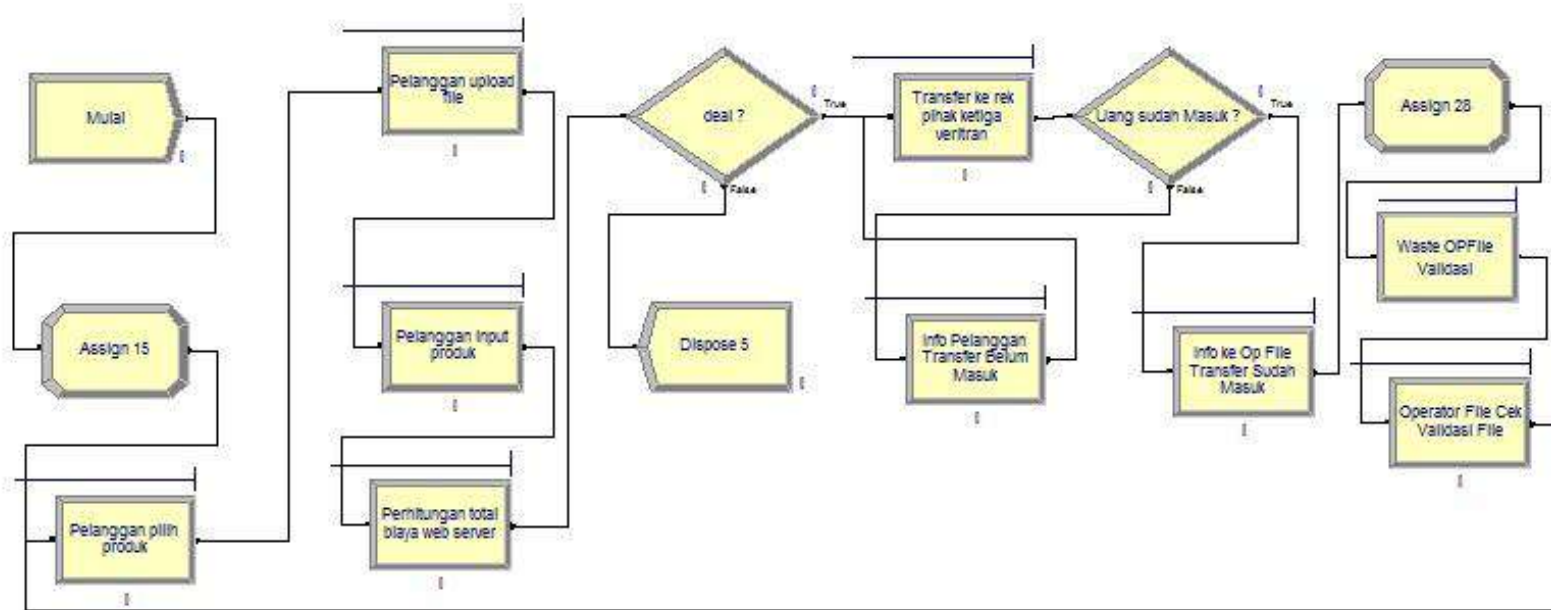 Mulai
Assign 15
Pelanggan pilih
produk
Pelanggan upload
file
Pelanggan input
produk
Perhitungan total
biaya web server
deal ?
True
False
Dispose 5
Transfer ke rek
pihak ketiga
veritran
Uang sudah Masuk ?
True
False
Info Pelanggan
Transfer Belum
Masuk
Info ke Op File
Transfer Sudah
Masuk
Assign 28
Waste OPFile
Validasi
Operator File Cek
Validasi File